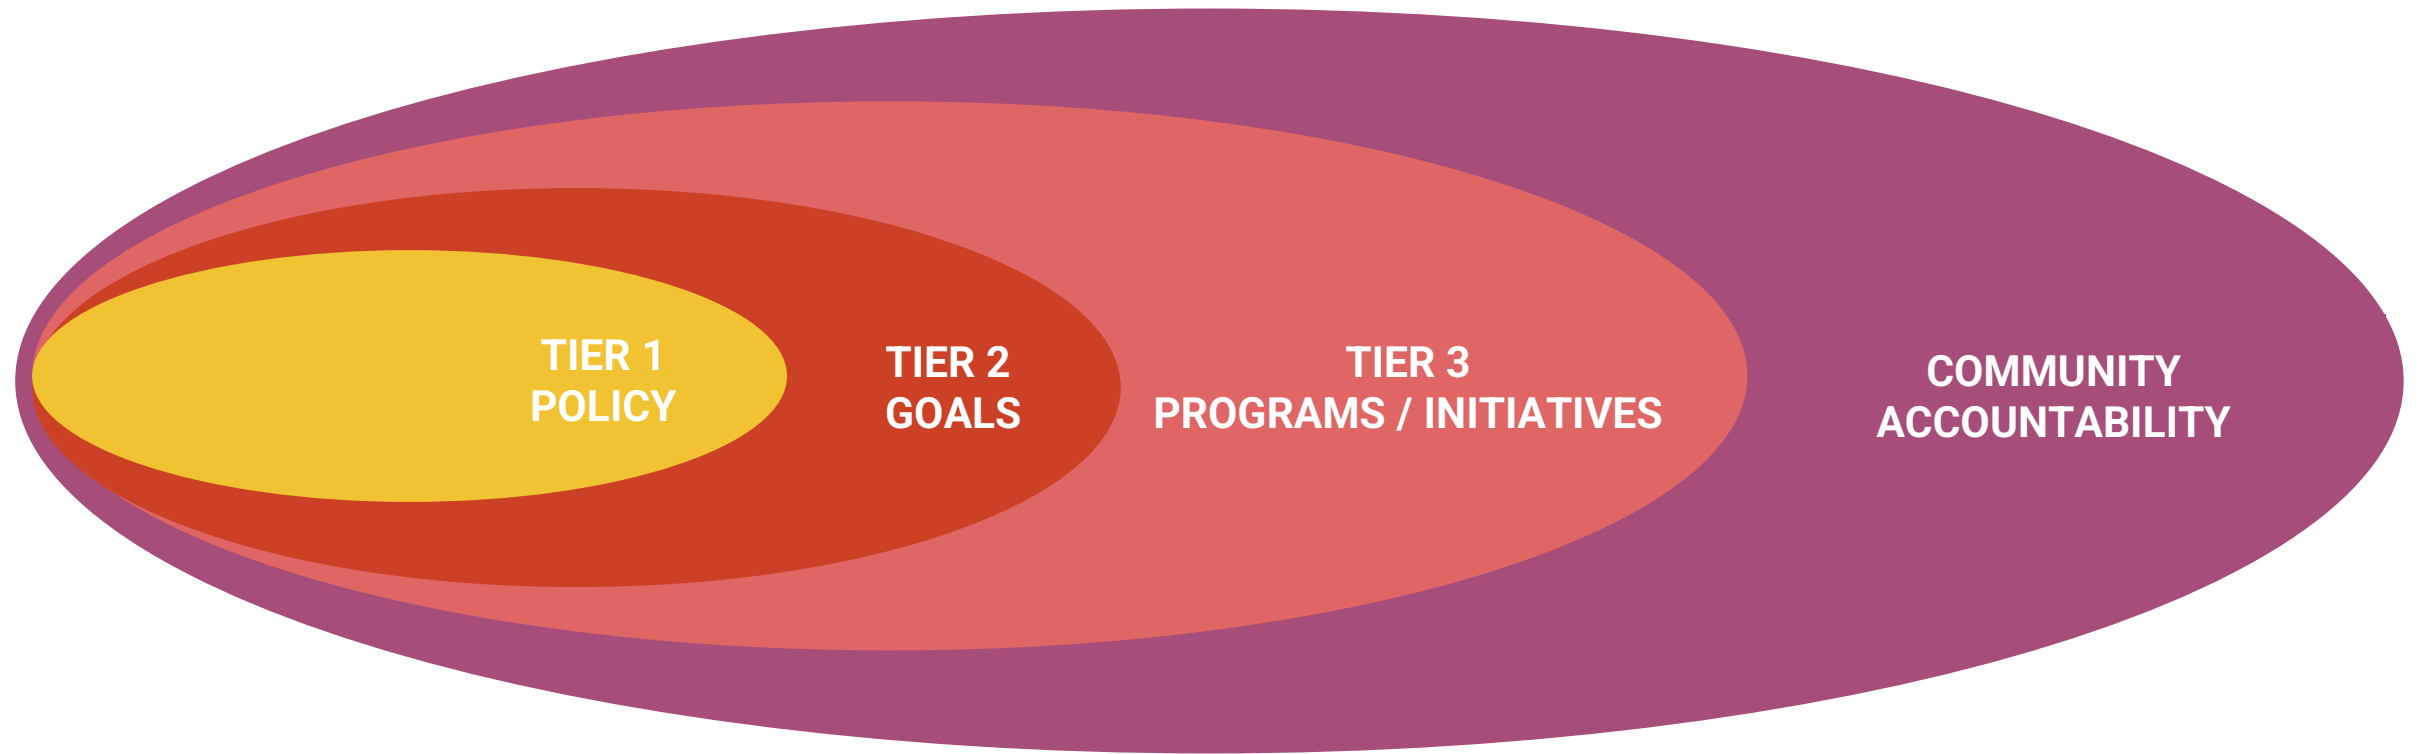 TIER 1
POLICY
TIER 2
GOALS
TIER 3
PROGRAMS / INITIATIVES
COMMUNITY
ACCOUNTABILITY